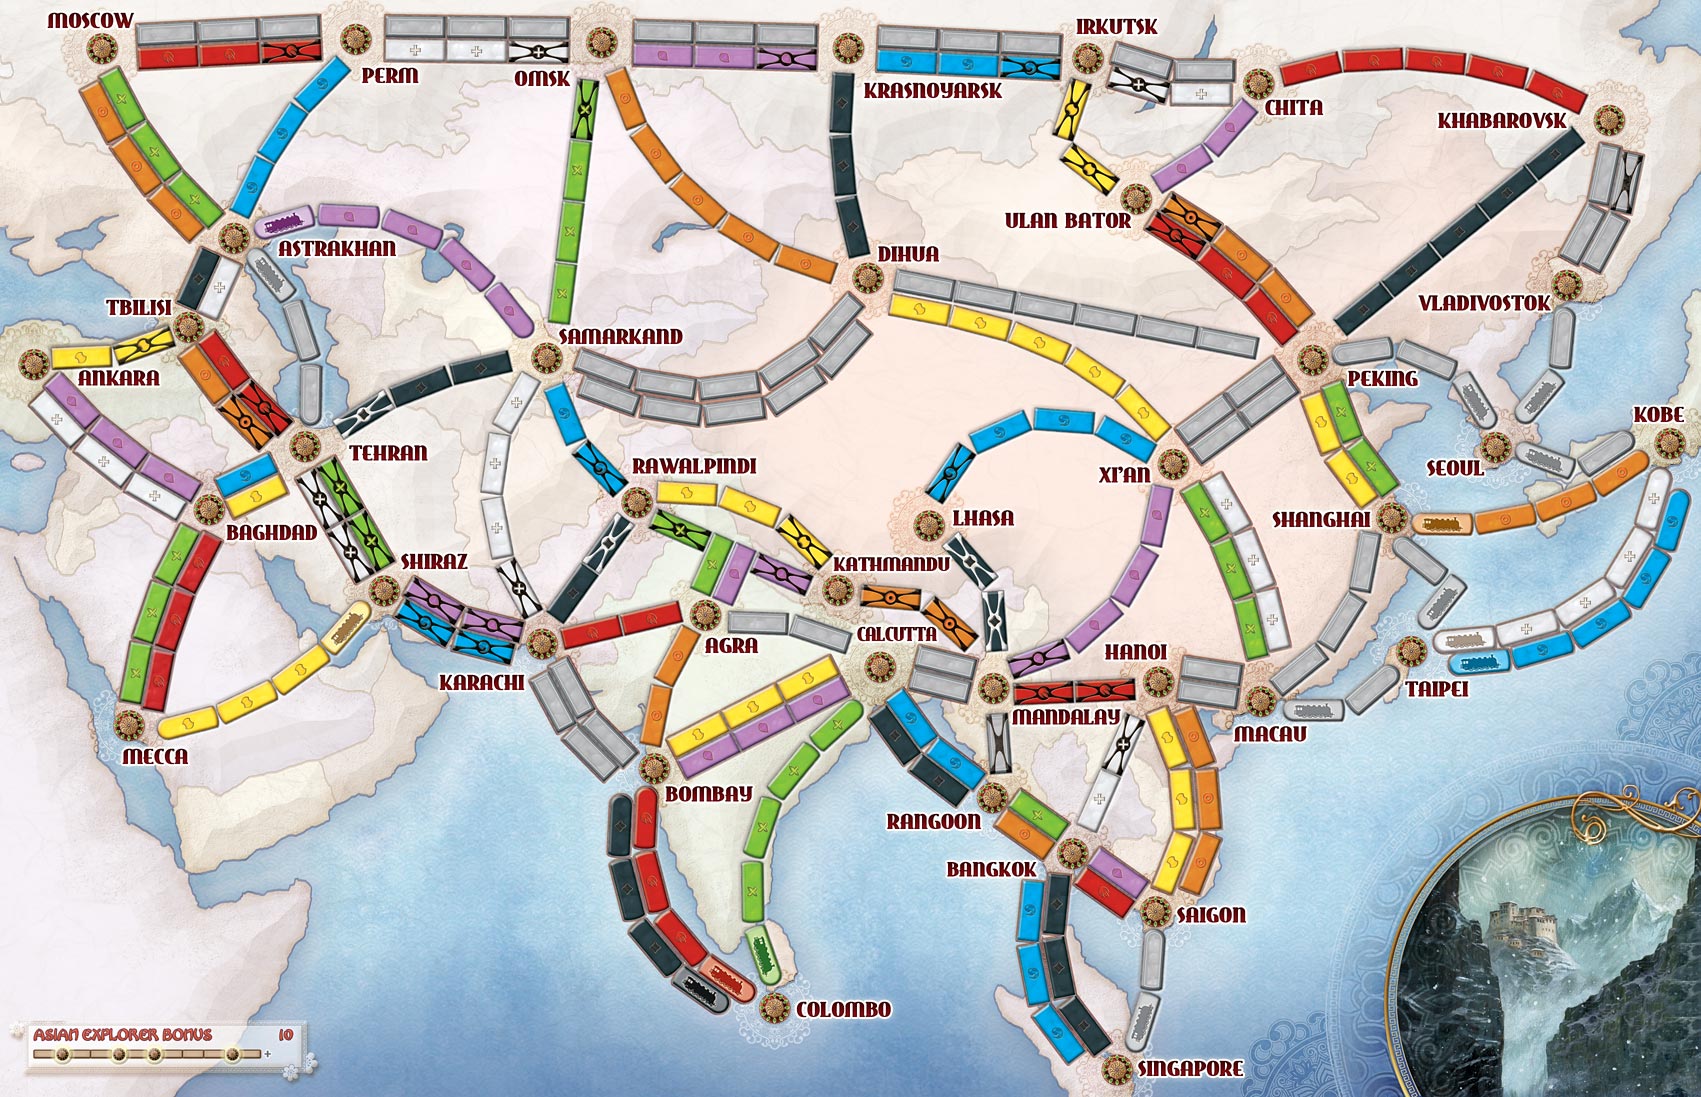 MOSCOW
IRKUTSK
PERM
OMSK
KRASNOYARSK
CHITA
KHABAROVSK
ULAN BATOR
ASTRAKHAN
DIHUA
TBILISI
VLADIVOSTOK
SAMARKAND
ANKARA
PEKING
KOBE
TEHRAN
RAWALPINDI
SEOUL
XI'AN
LHASA
SHANGHAI
BAGHDAD
SHIRAZ
KATHMANDU
CALCUTTA
AGRA
HANOI
KARACHI
TAIPEI
MANDALAY
MACAU
MECCA
BOMBAY
RANGOON
BANGKOK
SAIGON
COLOMBO
ASIAN EXPLORER BONUS 10
+
SINGAPORE